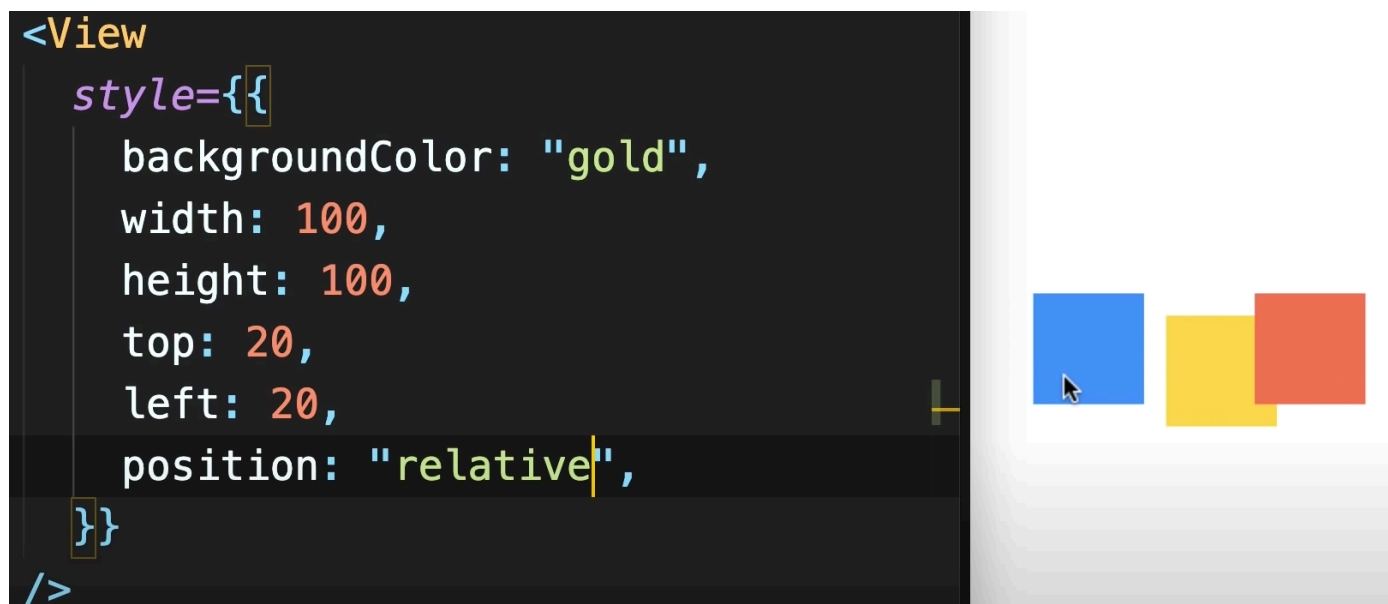 <View
style={{
backgroundColor: "gold",
width: 100,
height: 100,
top: 20,
left: 20,
position: "relative",
}}
/>